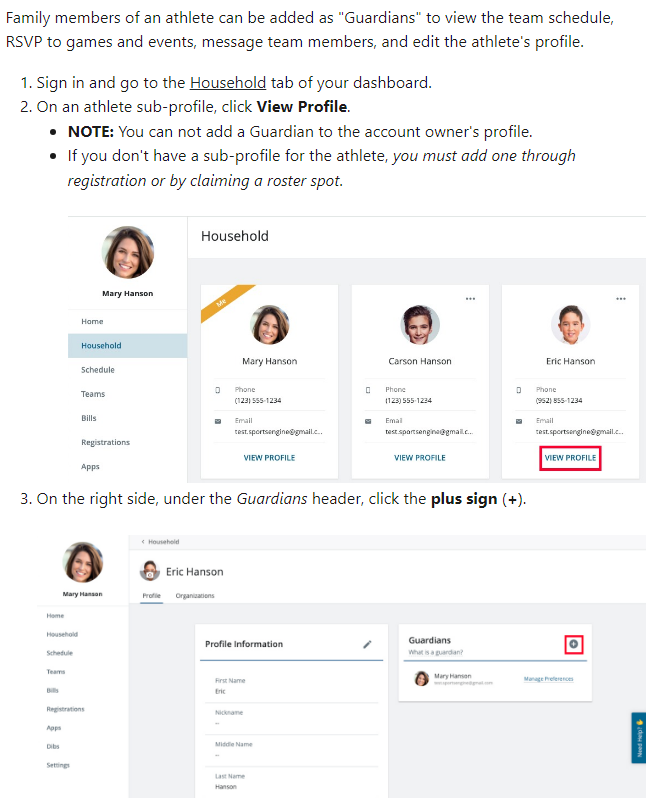 Family members of an athlete can be added as "Guardians" to view the team schedule,
RSVP to games and events, message team members, and edit the athlete's profile.
1. Sign in and go to the Household tab of your dashboard.
2. On an athlete sub-profile, click View Profile.
• NOTE: You can not add a Guardian to the account owner's profile.
• If you don't have a sub-profile for the athlete, you must add one through
registration or by claiming a roster spot.
Mary Hanson
Home
Household
Schedule
Teams
Bills
Registrations
Apps
Household
Me
Mary Hanson
Phone
(123) 555-1234
Email
test.sportsengine@gmail.c...
VIEW PROFILE
Carson Hanson
Phone
(123) 555-1234
Email
test.sportsengine@gmail.c...
VIEW PROFILE
Eric Hanson
Phone
(952) 855-1234
Email
test.sportsengine@gmail.c...
VIEW PROFILE
3. On the right side, under the Guardians header, click the plus sign (+).
Mary Hanson
Home
Household
Schedule
Teams
Bills
Registrations
Apps
Dibs
Settings
‹ Household
Eric Hanson
Profile Organizations
Profile Information
First Name
Eric
Nickname
--
Middle Name
--
Last Name
Hanson
Guardians
What is a guardian?
Mary Hanson
test.sportsengine@gmail.com
Manage Preferences
Need Help? 👋